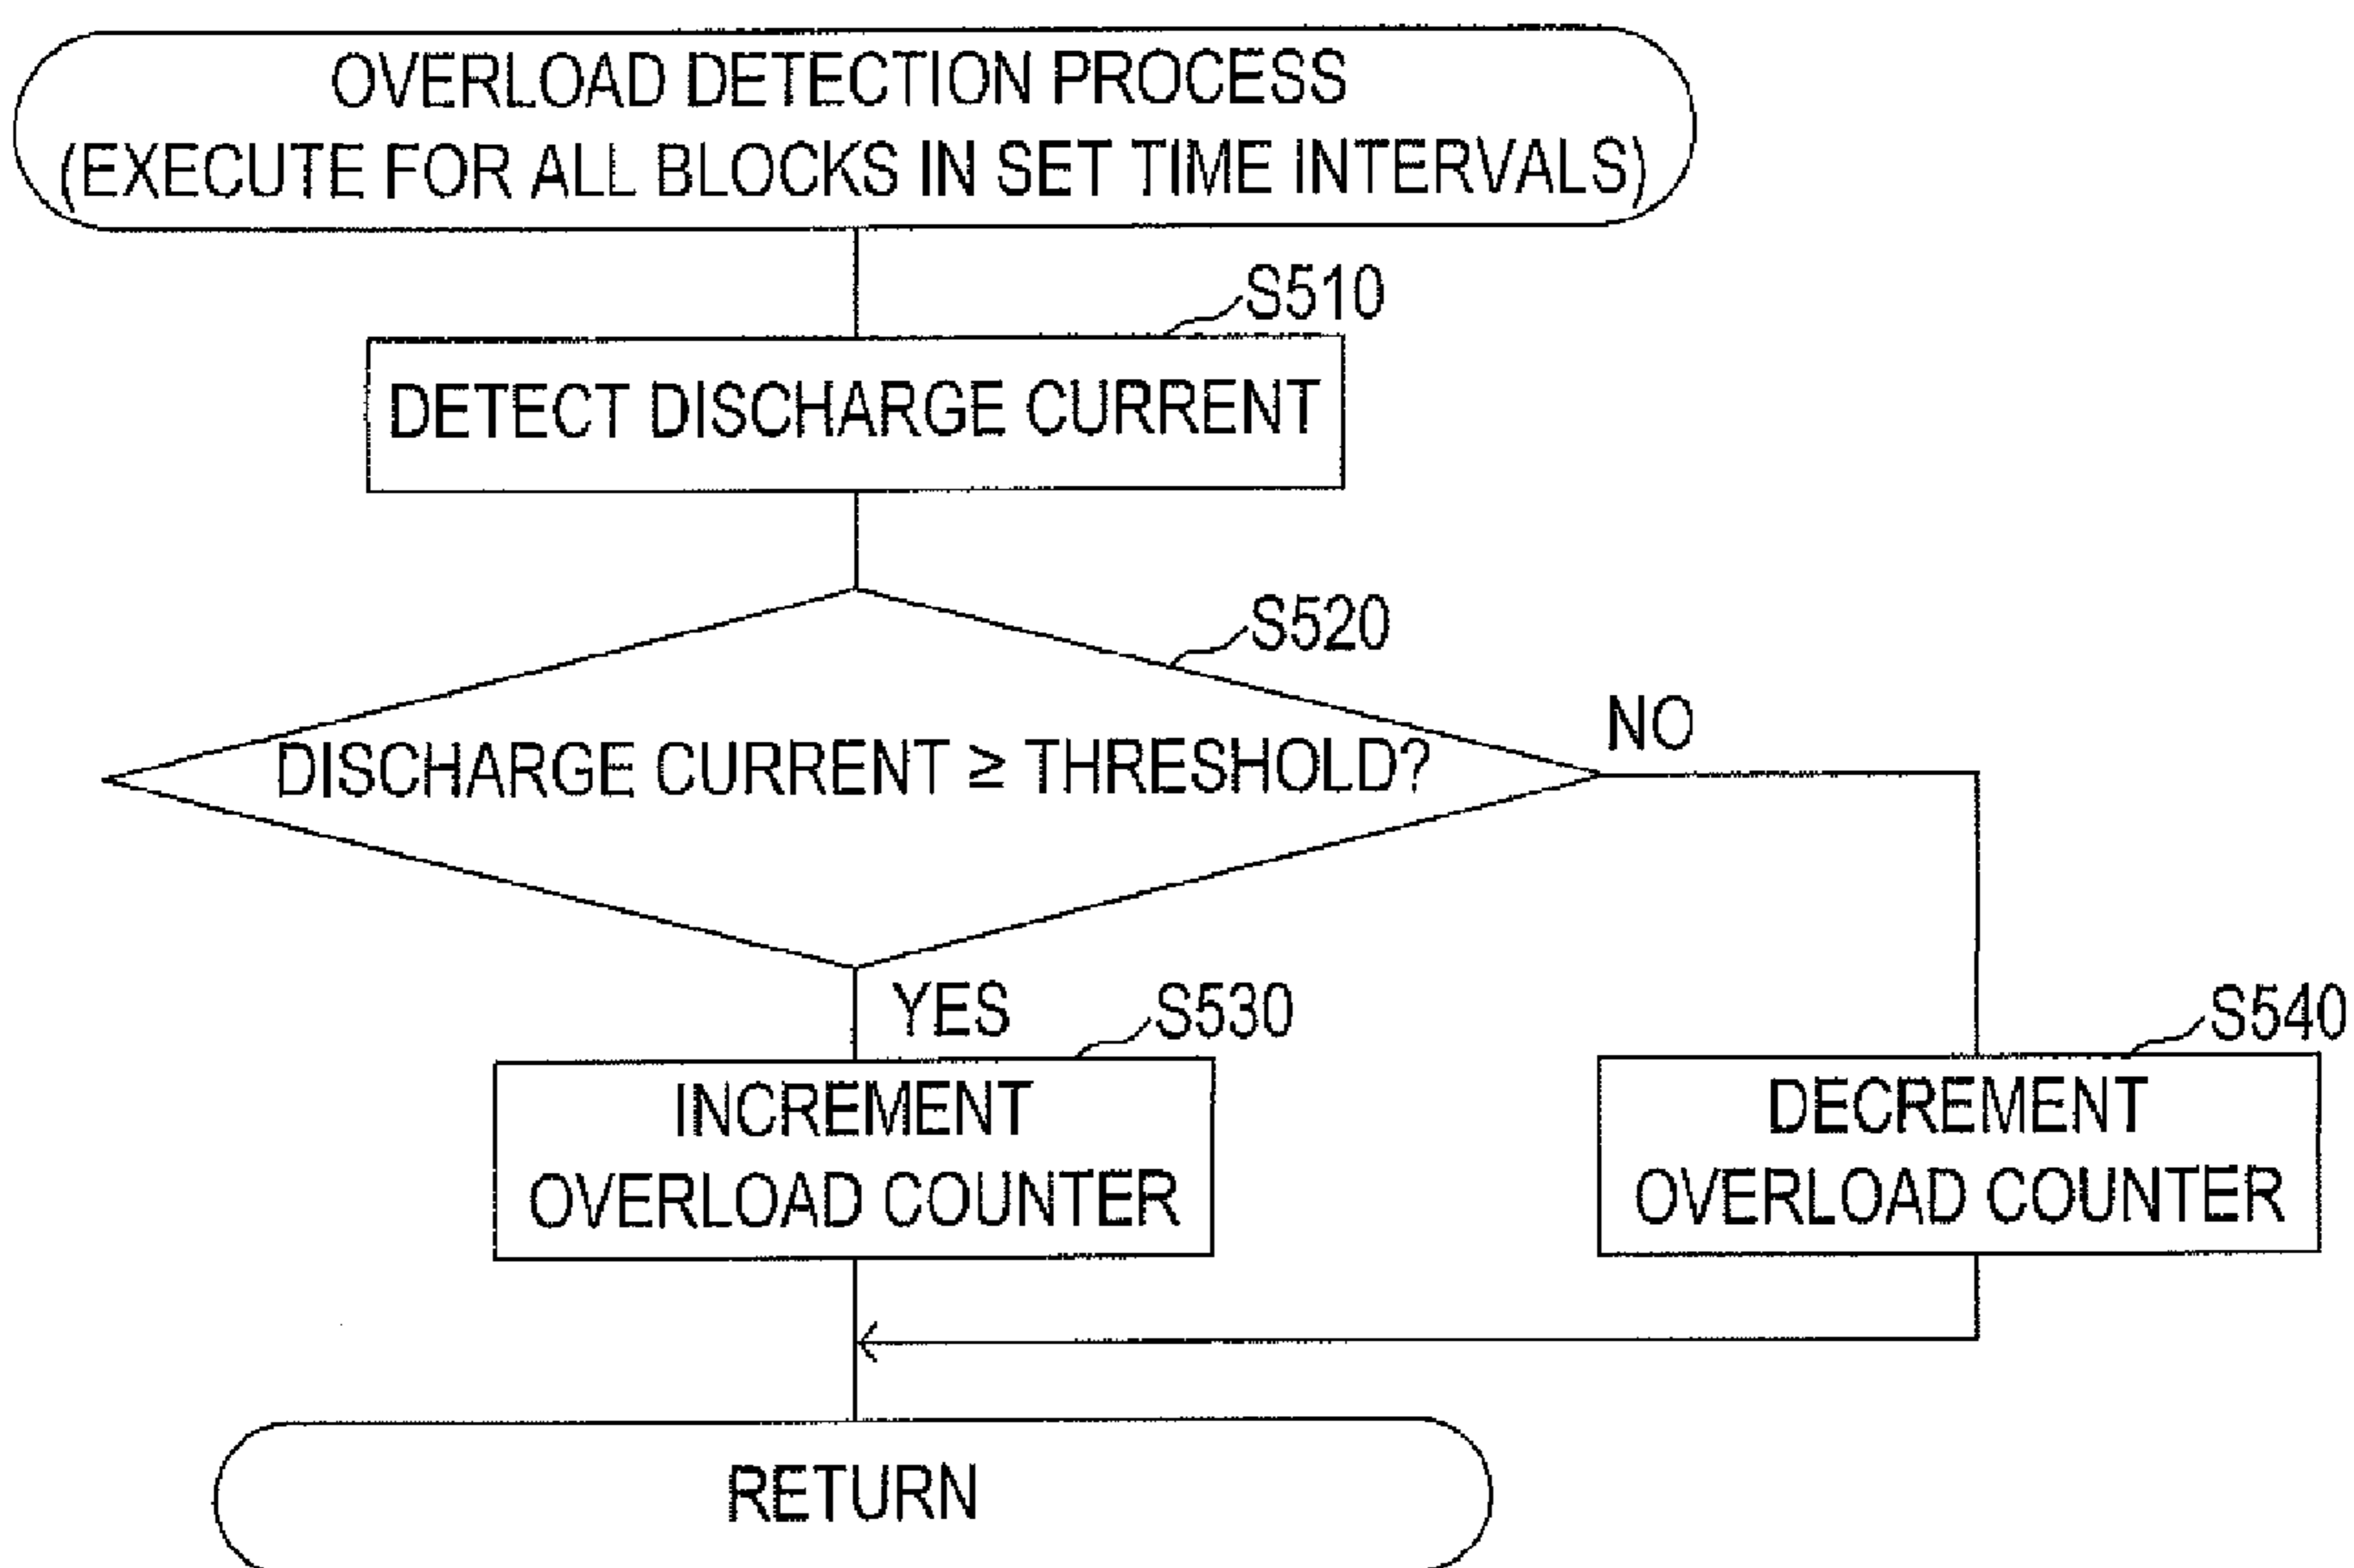 OVERLOAD DETECTION PROCESS
(EXECUTE FOR ALL BLOCKS IN SET TIME INTERVALS)
S510
DETECT DISCHARGE CURRENT
S520
DISCHARGE CURRENT ≥ THRESHOLD?
NO
YES
S530
INCREMENT
OVERLOAD COUNTER
S540
DECREMENT
OVERLOAD COUNTER
RETURN